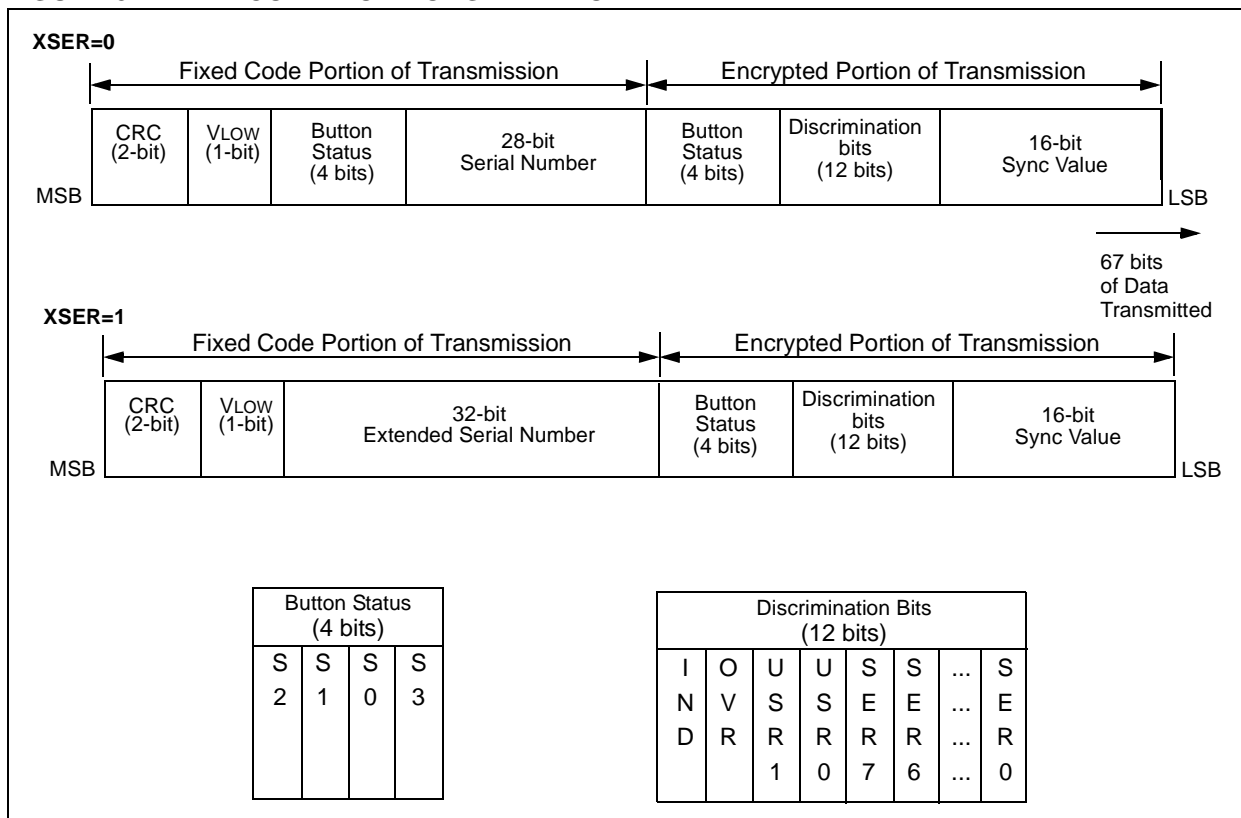 XSER=0
Fixed Code Portion of Transmission
Encrypted Portion of Transmission
CRC
(2-bit)
VLOW
(1-bit)
Button
Status
(4 bits)
28-bit
Serial Number
Button
Status
(4 bits)
Discrimination
bits
(12 bits)
16-bit
Sync Value
MSB
LSB
67 bits
of Data
Transmitted
XSER=1
Fixed Code Portion of Transmission
Encrypted Portion of Transmission
CRC
(2-bit)
VLOW
(1-bit)
32-bit
Extended Serial Number
Button
Status
(4 bits)
Discrimination
bits
(12 bits)
16-bit
Sync Value
MSB
LSB
Button Status
(4 bits)
S S S S
2 1 0 3
Discrimination Bits
(12 bits)
I O U U S S ... S
N V S S E E ... E
D R R R R R ... R
1 0 7 6 ... 0